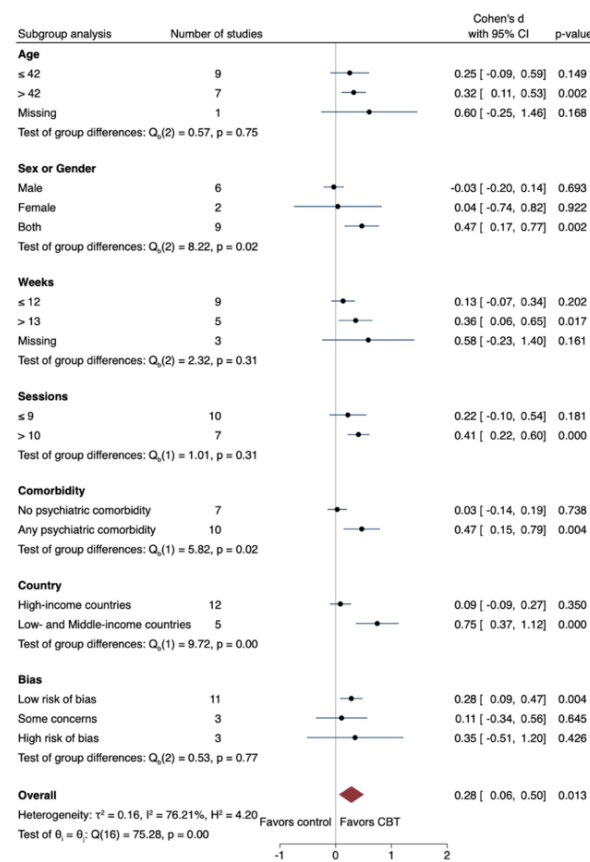 Cohen's d
Subgroup analysis Number of studies with 95% CI p-value
Age
≤ 42 9 0.25 [ -0.09, 0.59] 0.149
> 42 7 0.32 [ 0.11, 0.53] 0.002
Missing 1 0.60 [ -0.25, 1.46] 0.168
Test of group differences: Qb(2) = 0.57, p = 0.75
Sex or Gender
Male 6 -0.03 [ -0.20, 0.14] 0.693
Female 2 0.04 [ -0.74, 0.82] 0.922
Both 9 0.47 [ 0.17, 0.77] 0.002
Test of group differences: Qb(2) = 8.22, p = 0.02
Weeks
≤ 12 9 0.13 [ -0.07, 0.34] 0.202
> 13 5 0.36 [ 0.06, 0.65] 0.017
Missing 3 0.58 [ -0.23, 1.40] 0.161
Test of group differences: Qb(2) = 2.32, p = 0.31
Sessions
≤ 9 10 0.22 [ -0.10, 0.54] 0.181
> 10 7 0.41 [ 0.22, 0.60] 0.000
Test of group differences: Qb(1) = 1.01, p = 0.31
Comorbidity
No psychiatric comorbidity 7 0.03 [ -0.14, 0.19] 0.738
Any psychiatric comorbidity 10 0.47 [ 0.15, 0.79] 0.004
Test of group differences: Qb(1) = 5.82, p = 0.02
Country
High-income countries 12 0.09 [ -0.09, 0.27] 0.350
Low- and Middle-income countries 5 0.75 [ 0.37, 1.12] 0.000
Test of group differences: Qb(1) = 9.72, p = 0.00
Bias
Low risk of bias 11 0.28 [ 0.09, 0.47] 0.004
Some concerns 3 0.11 [ -0.34, 0.56] 0.645
High risk of bias 3 0.35 [ -0.51, 1.20] 0.426
Test of group differences: Qb(2) = 0.53, p = 0.77
Overall 0.28 [ 0.06, 0.50] 0.013
Heterogeneity: τ² = 0.16, I² = 76.21%, H² = 4.20
Favors control Favors CBT
Test of θi = θj: Q(16) = 75.28, p = 0.00
-1 0 1 2